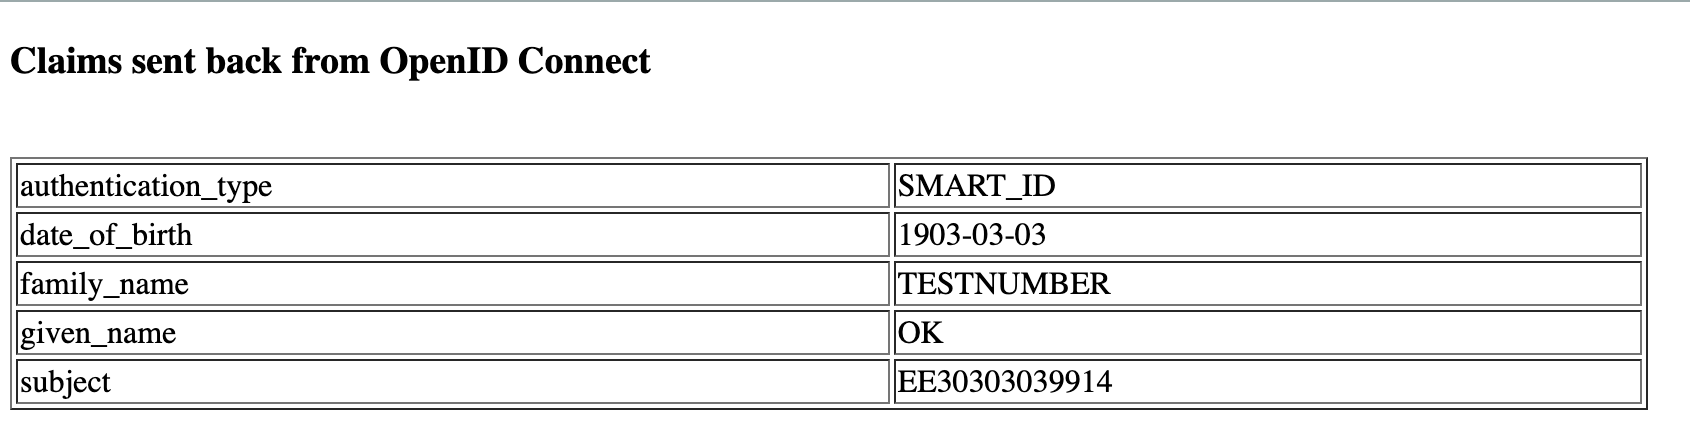 Claims sent back from OpenID Connect
authentication_type SMART_ID
date_of_birth 1903-03-03
family_name TESTNUMBER
given_name OK
subject EE30303039914